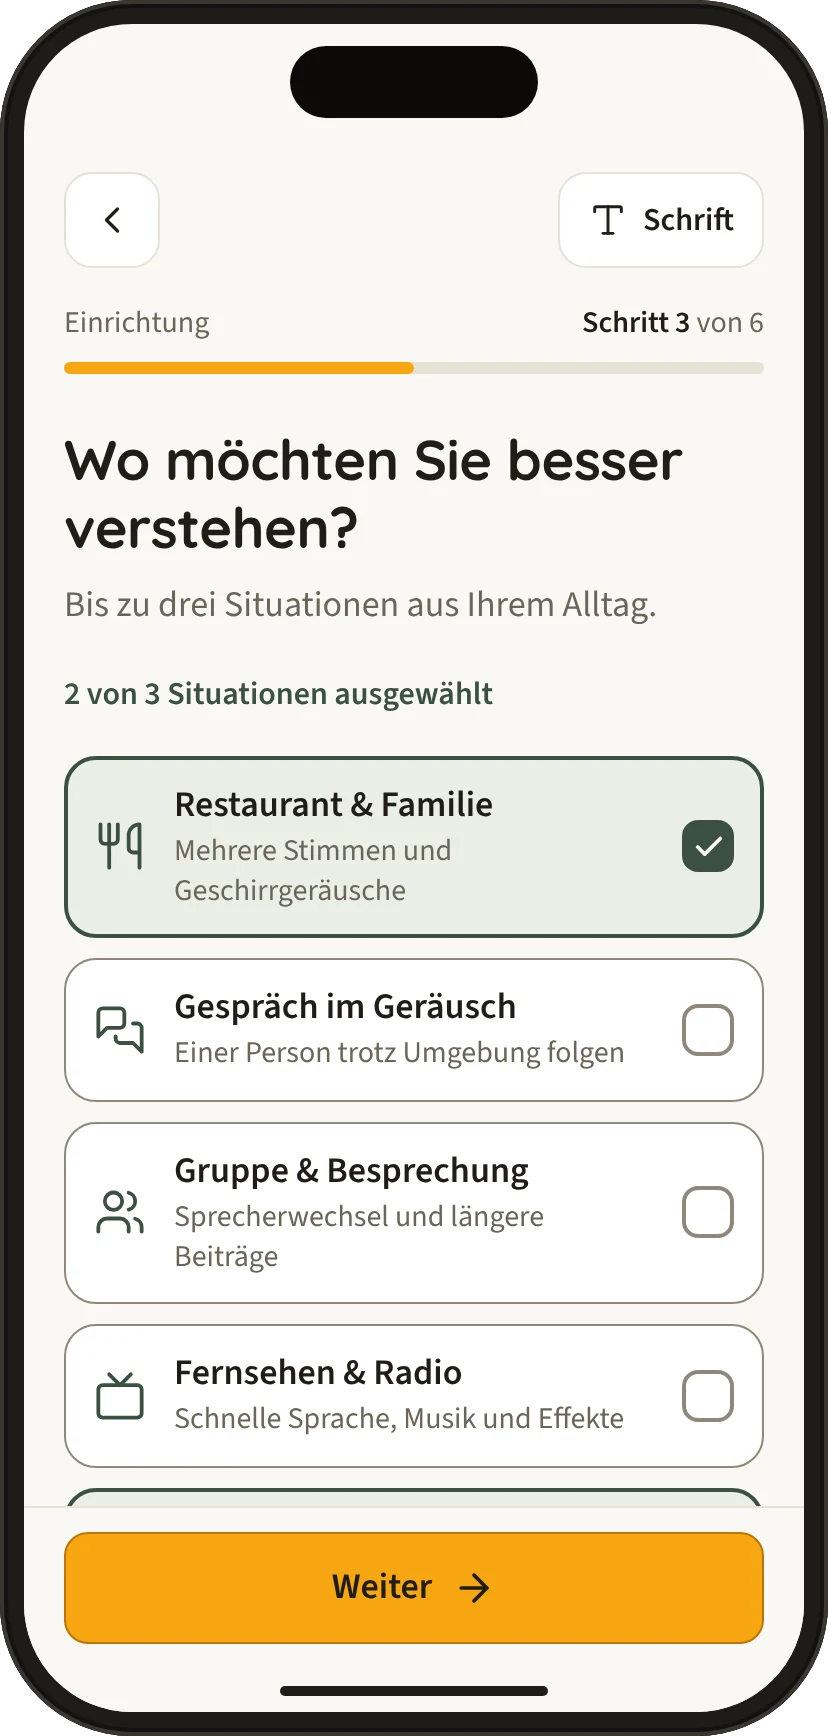 Schrift
Einrichtung
Schritt 3 von 6
Wo möchten Sie besser
verstehen?
Bis zu drei Situationen aus Ihrem Alltag.
2 von 3 Situationen ausgewählt
Restaurant & Familie
Mehrere Stimmen und
Geschirrgeräusche
Gespräch im Geräusch
Einer Person trotz Umgebung folgen
Gruppe & Besprechung
Sprecherwechsel und längere
Beiträge
Fernsehen & Radio
Schnelle Sprache, Musik und Effekte
Weiter